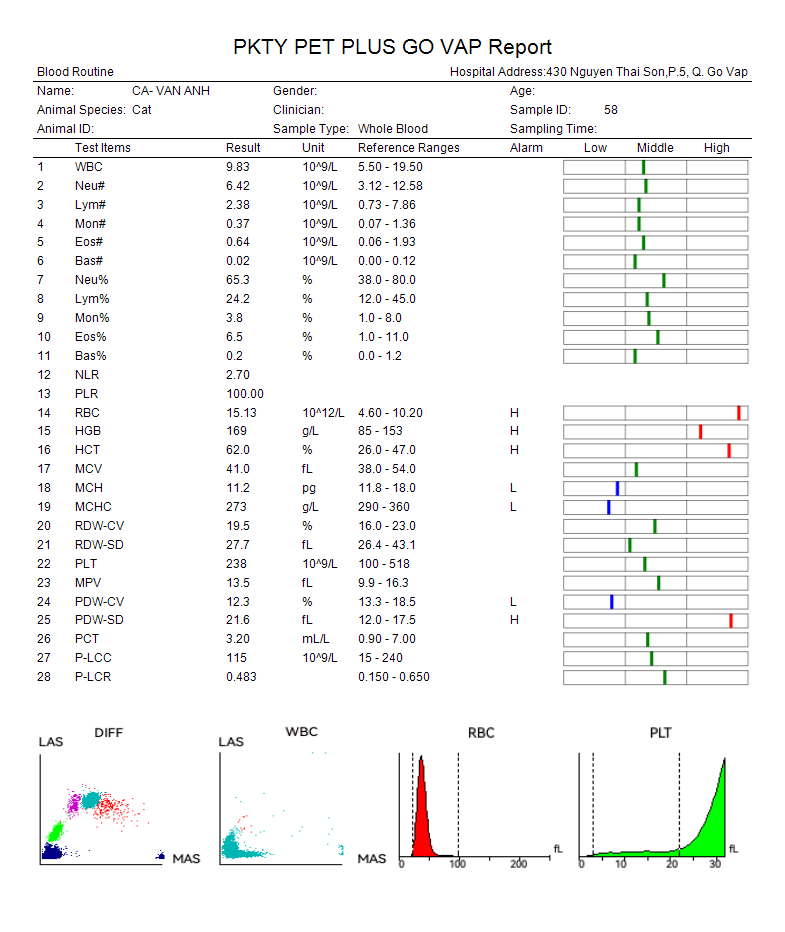 PKTY PET PLUS GO VAP Report
Blood Routine Hospital Address:430 Nguyen Thai Son,P.5, Q. Go Vap
Name: CA- VAN ANH Gender: Age:
Animal Species: Cat Clinician: Sample ID: 58
Animal ID: Sample Type: Whole Blood Sampling Time:
Test Items Result Unit Reference Ranges Alarm Low Middle High
1 WBC 9.83 10^9/L 5.50 - 19.50
2 Neu# 6.42 10^9/L 3.12 - 12.58
3 Lym# 2.38 10^9/L 0.73 - 7.86
4 Mon# 0.37 10^9/L 0.07 - 1.36
5 Eos# 0.64 10^9/L 0.06 - 1.93
6 Bas# 0.02 10^9/L 0.00 - 0.12
7 Neu% 65.3 % 38.0 - 80.0
8 Lym% 24.2 % 12.0 - 45.0
9 Mon% 3.8 % 1.0 - 8.0
10 Eos% 6.5 % 1.0 - 11.0
11 Bas% 0.2 % 0.0 - 1.2
12 NLR 2.70
13 PLR 100.00
14 RBC 15.13 10^12/L 4.60 - 10.20 H
15 HGB 169 g/L 85 - 153 H
16 HCT 62.0 % 26.0 - 47.0 H
17 MCV 41.0 fL 38.0 - 54.0
18 MCH 11.2 pg 11.8 - 18.0 L
19 MCHC 273 g/L 290 - 360 L
20 RDW-CV 19.5 % 16.0 - 23.0
21 RDW-SD 27.7 fL 26.4 - 43.1
22 PLT 238 10^9/L 100 - 518
23 MPV 13.5 fL 9.9 - 16.3
24 PDW-CV 12.3 % 13.3 - 18.5 L
25 PDW-SD 21.6 fL 12.0 - 17.5 H
26 PCT 3.20 mL/L 0.90 - 7.00
27 P-LCC 115 10^9/L 15 - 240
28 P-LCR 0.483 0.150 - 0.650
DIFF WBC RBC PLT
LAS LAS
MAS MAS fL fL
0 100 200 0 10 20 30